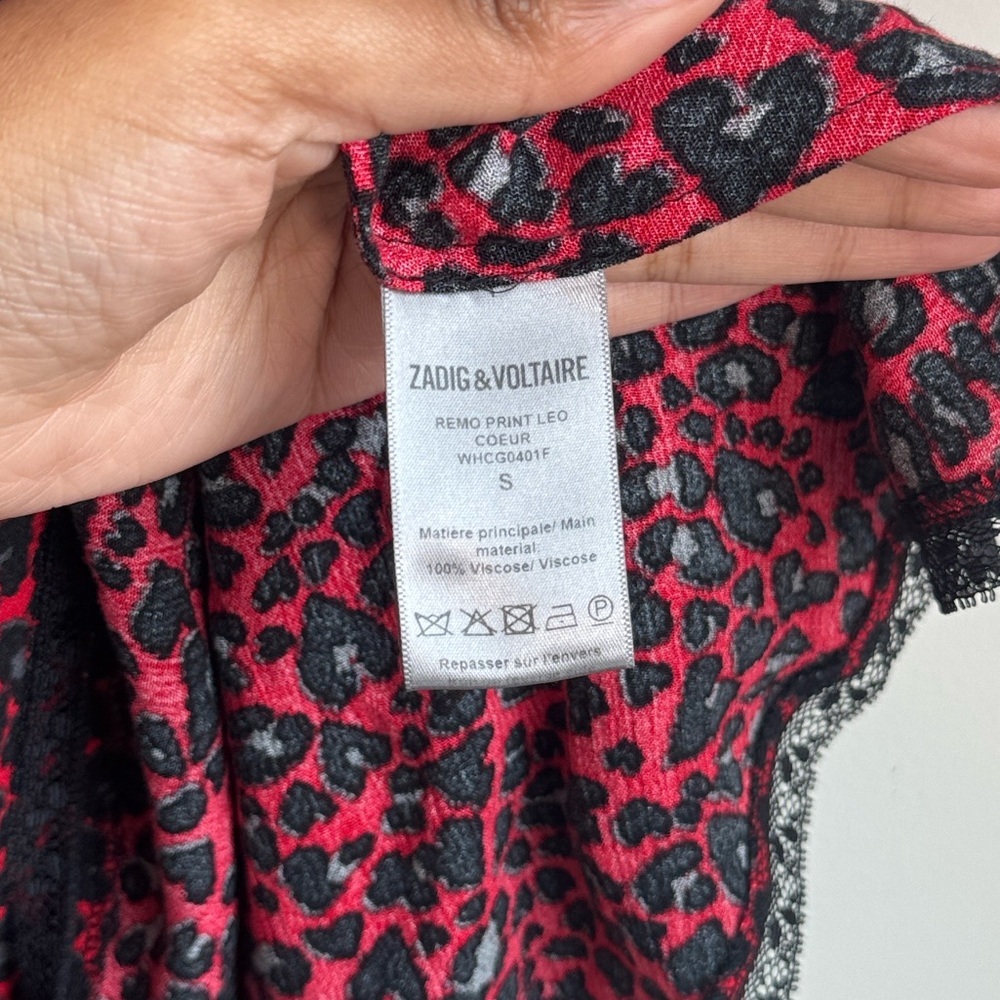 ZADIG & VOLTAIRE
REMO PRINT LEO
COEUR
WHCG0401F
S
Matière principale/ Main
material:
100% Viscose/ Viscose
P
Repasser sur l'envers